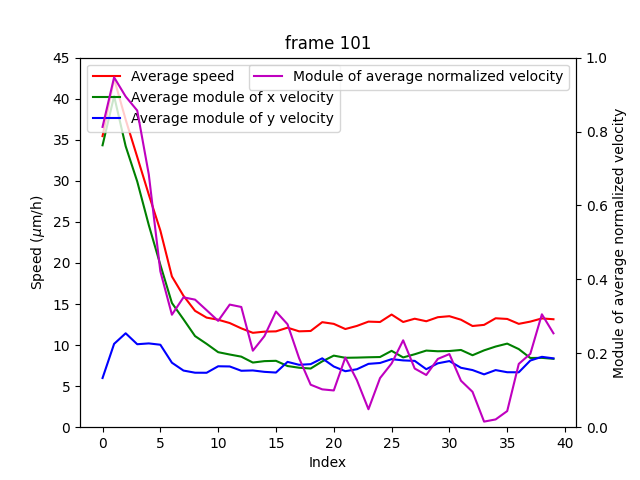 frame 101
Average speed
Average module of x velocity
Average module of y velocity
Module of average normalized velocity
Speed (μm/h)
45
40
35
30
25
20
15
10
5
0
1.0
0.8
0.6
0.4
0.2
0.0
Module of average normalized velocity
0 5 10 15 20 25 30 35 40
Index